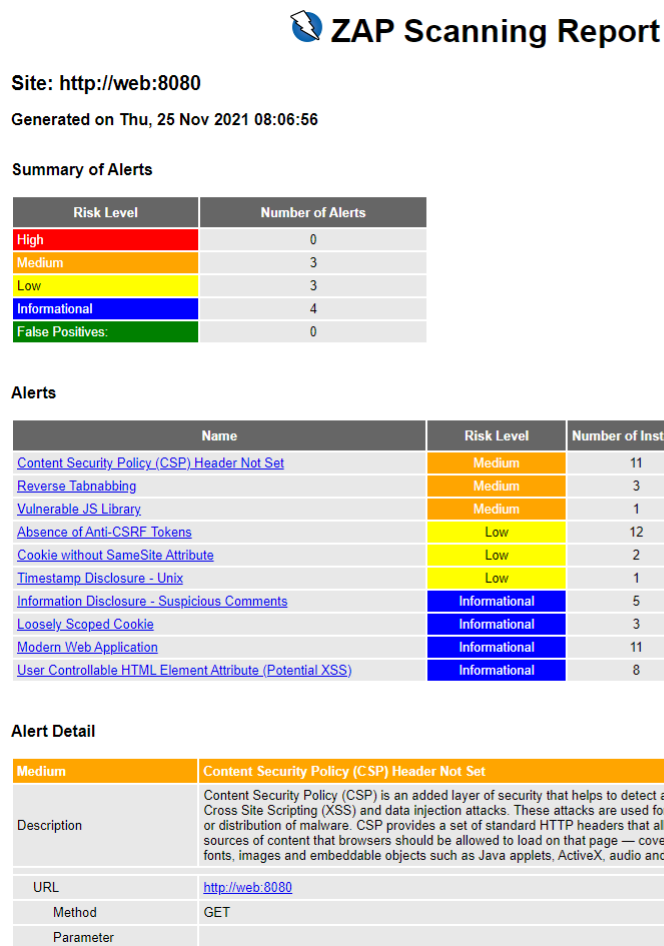 ZAP Scanning Report
Site: http://web:8080
Generated on Thu, 25 Nov 2021 08:06:56
Summary of Alerts
Risk Level Number of Alerts
High 0
Medium 3
Low 3
Informational 4
False Positives: 0
Alerts
Name Risk Level Number of Inst
Content Security Policy (CSP) Header Not Set Medium 11
Reverse Tabnabbing Medium 3
Vulnerable JS Library Medium 1
Absence of Anti-CSRF Tokens Low 12
Cookie without SameSite Attribute Low 2
Timestamp Disclosure - Unix Low 1
Information Disclosure - Suspicious Comments Informational 5
Loosely Scoped Cookie Informational 3
Modern Web Application Informational 11
User Controllable HTML Element Attribute (Potential XSS) Informational 8
Alert Detail
Medium Content Security Policy (CSP) Header Not Set
Content Security Policy (CSP) is an added layer of security that helps to detect a
Cross Site Scripting (XSS) and data injection attacks. These attacks are used fo
Description or distribution of malware. CSP provides a set of standard HTTP headers that al
sources of content that browsers should be allowed to load on that page — cove
fonts, images and embeddable objects such as Java applets, ActiveX, audio and
URL http://web:8080
Method GET
Parameter